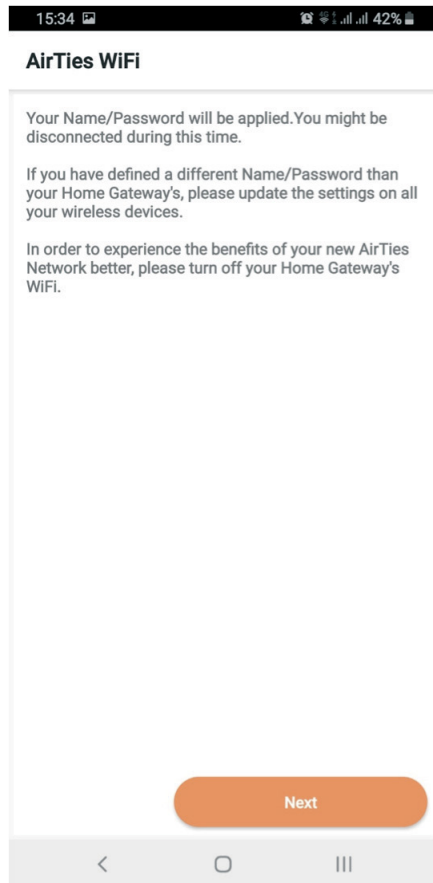 15:34 42%
AirTies WiFi
Your Name/Password will be applied.You might be
disconnected during this time.
If you have defined a different Name/Password than
your Home Gateway's, please update the settings on all
your wireless devices.
In order to experience the benefits of your new AirTies
Network better, please turn off your Home Gateway's
WiFi.
Next